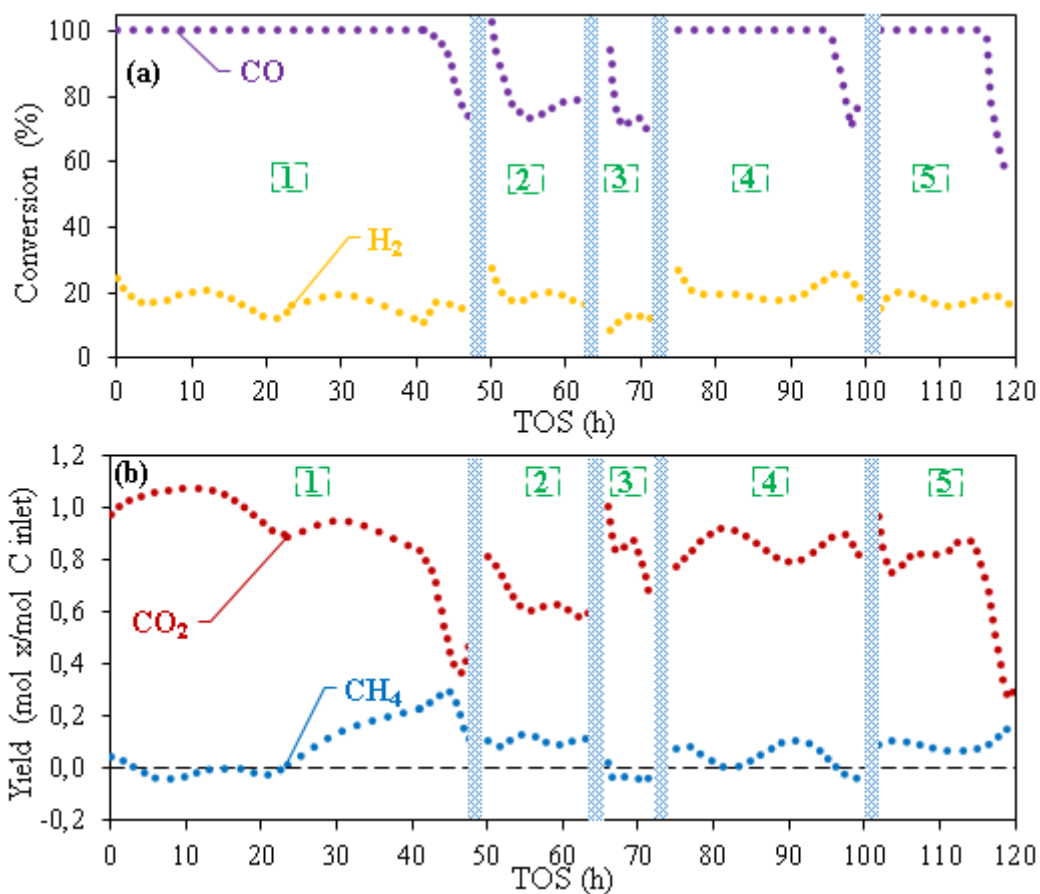 100
80
60
40
20
0
Conversion (%)
(a)
CO
H₂
1
2
3
4
5
0 10 20 30 40 50 60 70 80 90 100 110 120
TOS (h)
1,2
1,0
0,8
0,6
0,4
0,2
0,0
-0,2
Yield (mol z/mol C inlet)
(b)
1
2
3
4
5
CO₂
CH₄
0 10 20 30 40 50 60 70 80 90 100 110 120
TOS (h)